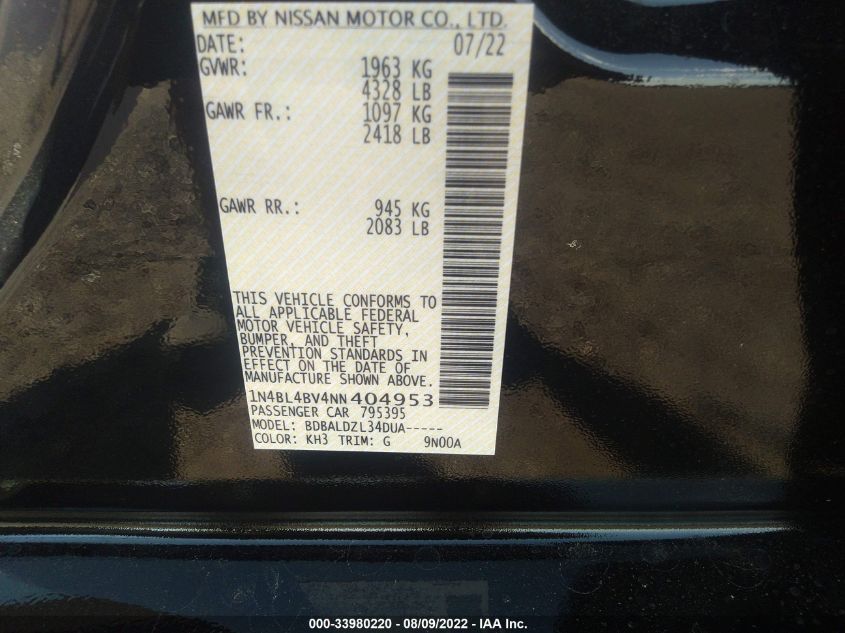 MFD BY NISSAN MOTOR CO., LTD.
DATE: 07/22
GVWR: 1963 KG
4328 LB
GAWR FR.: 1097 KG
2418 LB
GAWR RR.: 945 KG
2083 LB
THIS VEHICLE CONFORMS TO
ALL APPLICABLE FEDERAL
MOTOR VEHICLE SAFETY,
BUMPER, AND THEFT
PREVENTION STANDARDS IN
EFFECT ON THE DATE OF
MANUFACTURE SHOWN ABOVE.
1N4BL4BV4NN404953
PASSENGER CAR 795395
MODEL: BDBALDZL34DUA-----
COLOR: KH3 TRIM: G 9N00A
000-33980220 - 08/09/2022 - IAA Inc.